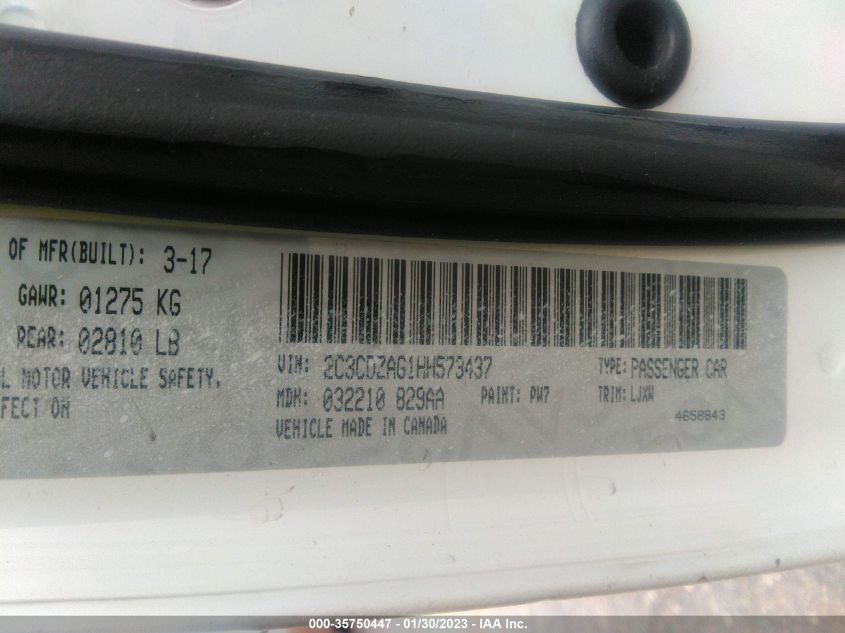 OF MFR(BUILT): 3-17
GAWR: 01275 KG
REAR: 02810 LB
L MOTOR VEHICLE SAFETY,
FFECT ON
VIN: 2C3CDZAG1HH573437 TYPE: PASSENGER CAR
MDH: 032210 829AA PAINT: PW7 TRIM: LJXW
VEHICLE MADE IN CANADA 4658843
000-35750447 - 01/30/2023 - IAA Inc.